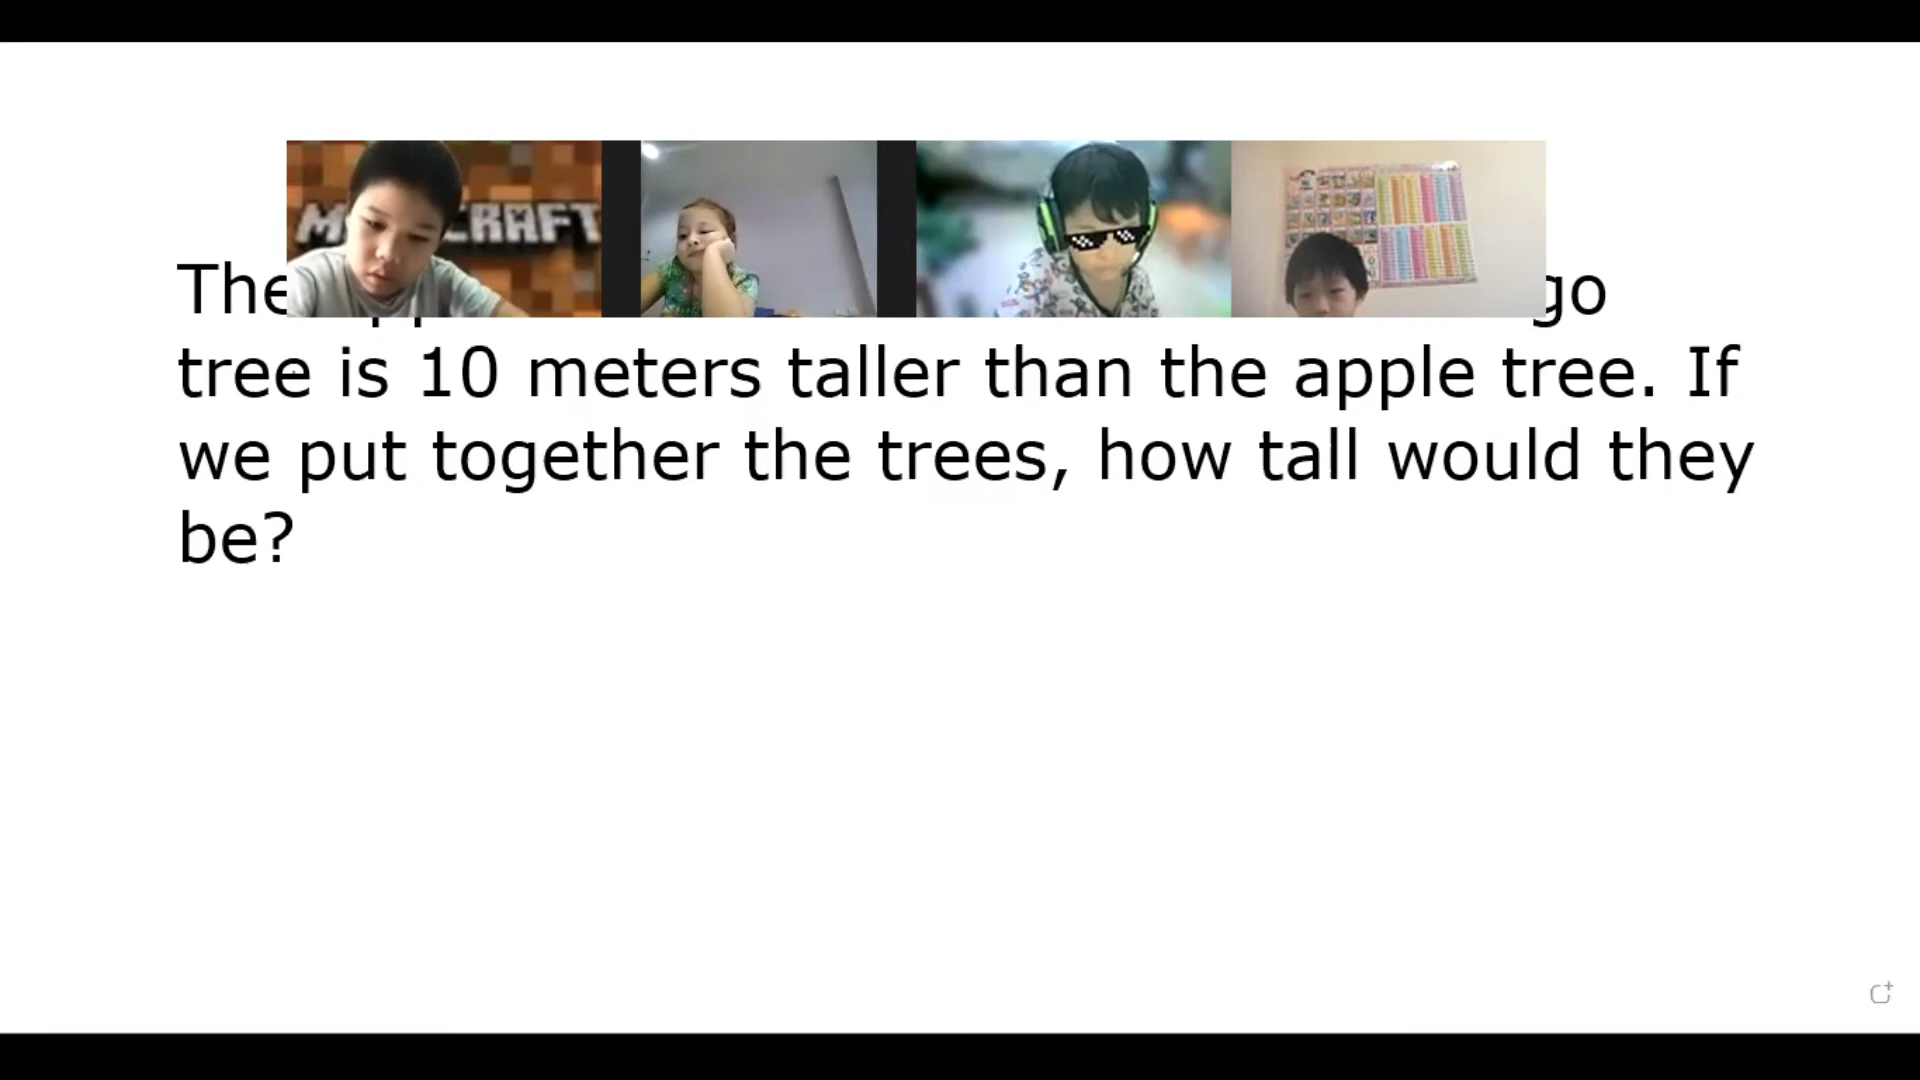 The
go
tree is 10 meters taller than the apple tree. If
we put together the trees, how tall would they
be?